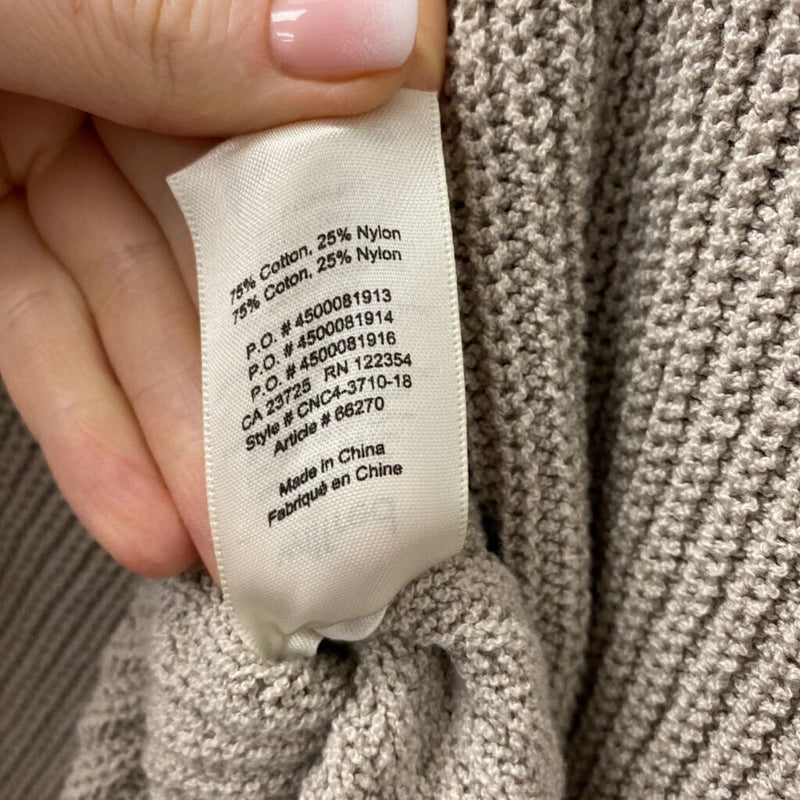 75% Cotton, 25% Nylon
75% Coton, 25% Nylon
P.O. # 4500081913
P.O. # 4500081914
P.O. # 4500081916
CA 23725 RN 122354
Style # CNC4-3710-18
Article # 66270
Made in China
Fabriqué en Chine